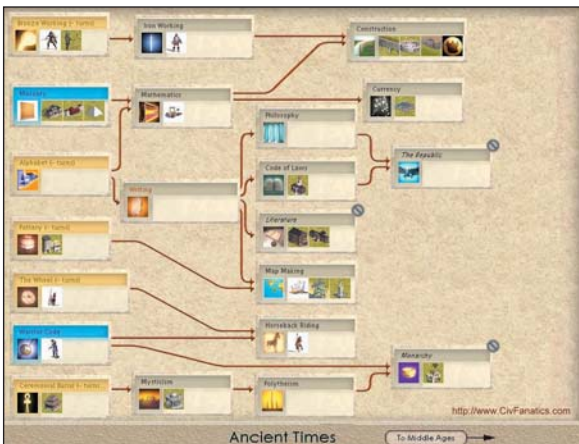 Bronze Working (- turns)
Iron Working
Construction
Masonry
Mathematics
Currency
Philosophy
The Republic
Alphabet (- turns)
Code of Laws
Writing
Literature
Pottery (- turns)
Map Making
The Wheel (- turns)
Warrior Code
Horseback Riding
Monarchy
Ceremonial Burial (- turns)
Mysticism
Polytheism
http://www.CivFanatics.com
Ancient Times
To Middle Ages